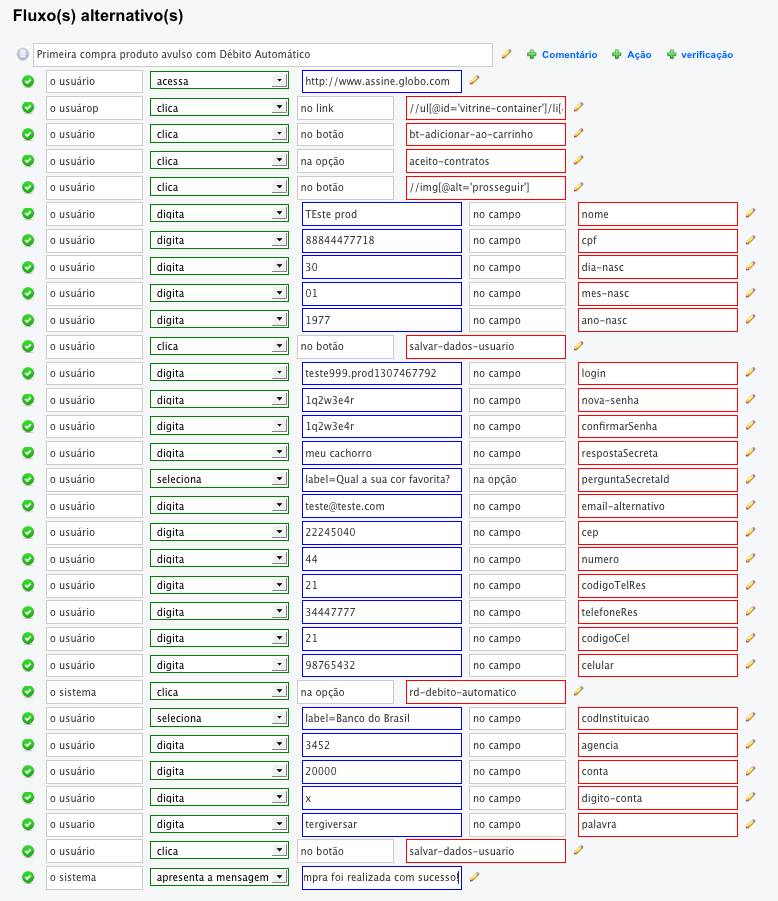 Fluxo(s) alternativo(s)
Primeira compra produto avulso com Débito Automático Comentário Ação verificação
o usuário acessa http://www.assine.globo.com
o usuárop clica no link //ul[@id='vitrine-container']/li[
o usuário clica no botão bt-adicionar-ao-carrinho
o usuário clica na opção aceito-contratos
o usuário clica no botão //img[@alt='prosseguir']
o usuário digita TEste prod no campo nome
o usuário digita 88844477718 no campo cpf
o usuário digita 30 no campo dia-nasc
o usuário digita 01 no campo mes-nasc
o usuário digita 1977 no campo ano-nasc
o usuário clica no botão salvar-dados-usuario
o usuário digita teste999.prod1307467792 no campo login
o usuário digita 1q2w3e4r no campo nova-senha
o usuário digita 1q2w3e4r no campo confirmarSenha
o usuário digita meu cachorro no campo respostaSecreta
o usuário seleciona label=Qual a sua cor favorita? na opção perguntaSecretaId
o usuário digita teste@teste.com no campo email-alternativo
o usuário digita 22245040 no campo cep
o usuário digita 44 no campo numero
o usuário digita 21 no campo codigoTelRes
o usuário digita 34447777 no campo telefoneRes
o usuário digita 21 no campo codigoCel
o usuário digita 98765432 no campo celular
o sistema clica na opção rd-debito-automatico
o usuário seleciona label=Banco do Brasil no campo codInstituicao
o usuário digita 3452 no campo agencia
o usuário digita 20000 no campo conta
o usuário digita x no campo digito-conta
o usuário digita tergiversar no campo palavra
o usuário clica no botão salvar-dados-usuario
o sistema apresenta a mensagem mpra foi realizada com sucesso!